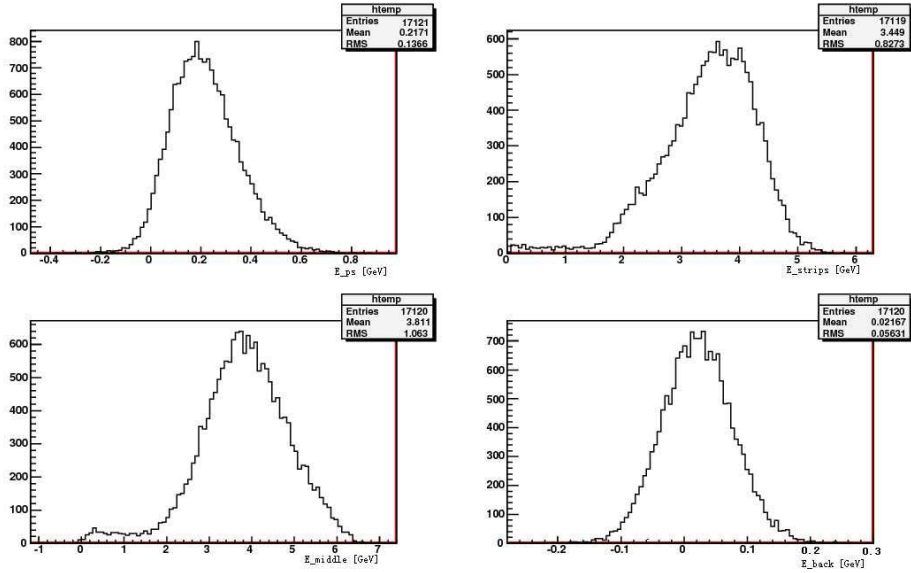 htemp
Entries 17121
Mean 0.2171
RMS 0.1366
800
700
600
500
400
300
200
100
0
-0.4 -0.2 0 0.2 0.4 0.6 0.8
E_ps [GeV]
htemp
Entries 17119
Mean 3.449
RMS 0.8273
600
500
400
300
200
100
0
0 1 2 3 4 5 6
E_strips [GeV]
htemp
Entries 17120
Mean 3.811
RMS 1.063
600
500
400
300
200
100
0
-1 0 1 2 3 4 5 6 7
E_middle [GeV]
htemp
Entries 17120
Mean 0.02167
RMS 0.05631
700
600
500
400
300
200
100
0
-0.2 -0.1 0 0.1 0.2 0.3
E_back [GeV]